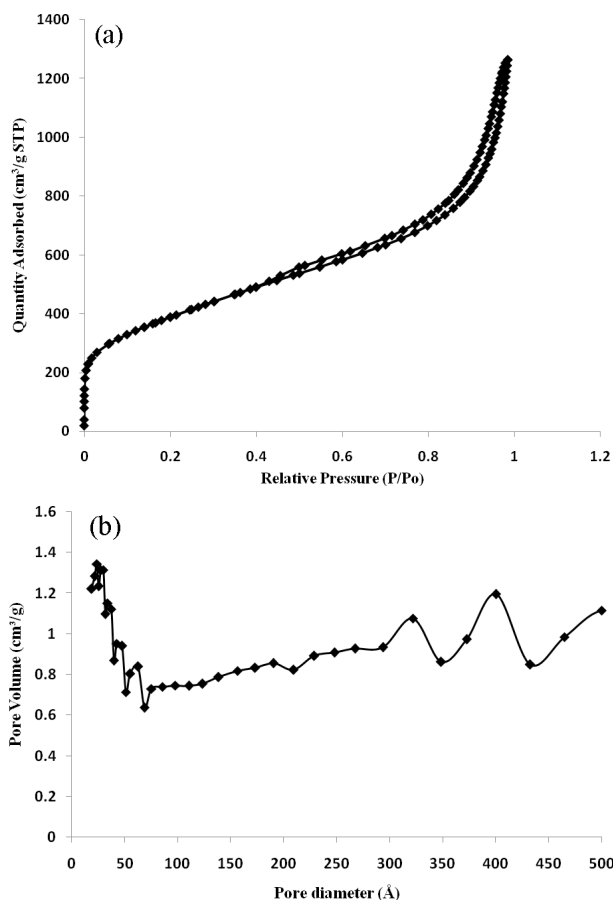 (a)
Quantity Adsorbed (cm³/g STP)
1400
1200
1000
800
600
400
200
0
0 0.2 0.4 0.6 0.8 1 1.2
Relative Pressure (P/Po)
(b)
Pore Volume (cm³/g)
1.6
1.4
1.2
1
0.8
0.6
0.4
0.2
0
0 50 100 150 200 250 300 350 400 450 500
Pore diameter (Å)